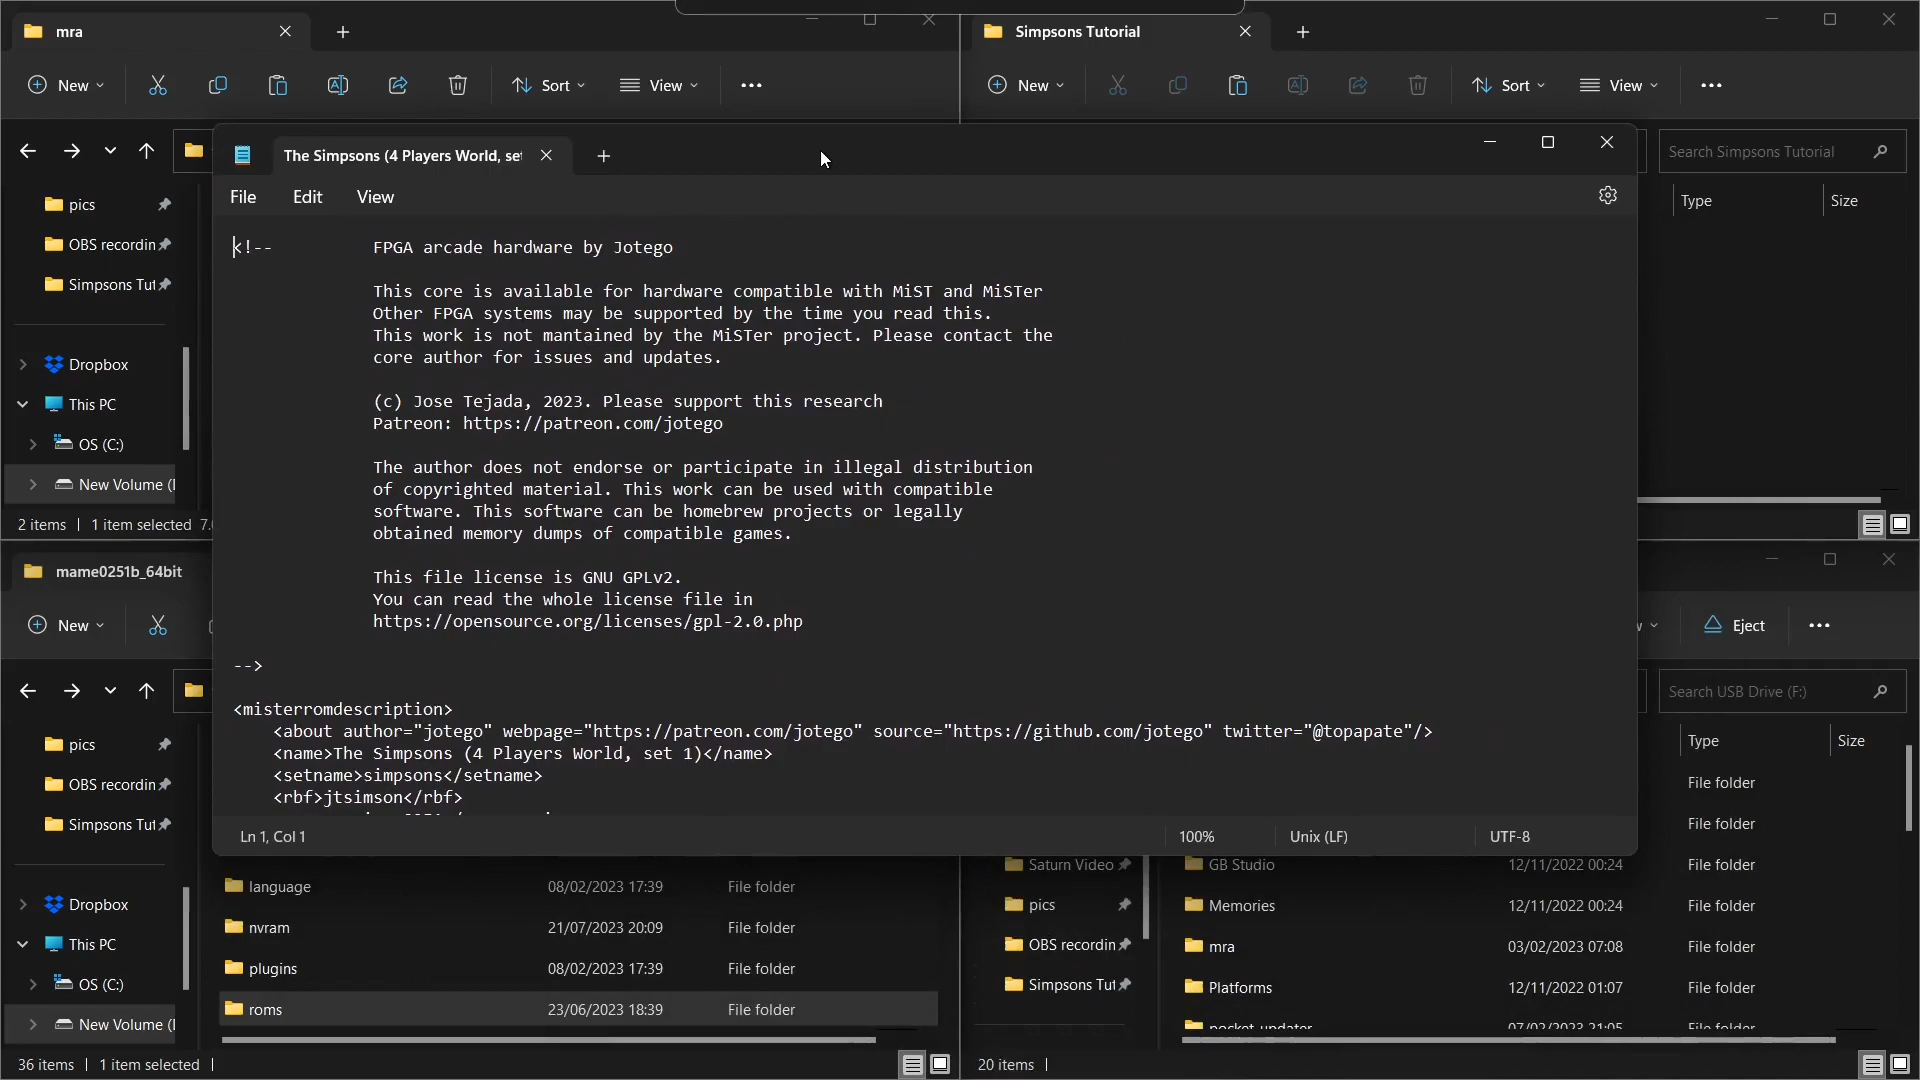 mra
Simpsons Tutorial
New
Sort
View
New
Sort
View
The Simpsons (4 Players World, set
Search Simpsons Tutorial
File
Edit
View
pics
OBS recordin
Simpsons Tut
Dropbox
This PC
OS (C:)
New Volume (
2 items
1 item selected
7.
Type
Size
<!-- FPGA arcade hardware by Jotego
This core is available for hardware compatible with MiST and MiSTer
Other FPGA systems may be supported by the time you read this.
This work is not mantained by the MiSTer project. Please contact the
core author for issues and updates.
(c) Jose Tejada, 2023. Please support this research
Patreon: https://patreon.com/jotego
The author does not endorse or participate in illegal distribution
of copyrighted material. This work can be used with compatible
software. This software can be homebrew projects or legally
obtained memory dumps of compatible games.
This file license is GNU GPLv2.
You can read the whole license file in
https://opensource.org/licenses/gpl-2.0.php
-->
<misterromdescription>
<about author="jotego" webpage="https://patreon.com/jotego" source="https://github.com/jotego" twitter="@topapate"/>
<name>The Simpsons (4 Players World, set 1)</name>
<setname>simpsons</setname>
<rbf>jtsimson</rbf>
Ln 1, Col 1
100%
Unix (LF)
UTF-8
mame0251b_64bit
New
Eject
Search USB Drive (F:)
pics
OBS recordin
Simpsons Tut
Dropbox
This PC
OS (C:)
New Volume (
language 08/02/2023 17:39 File folder
nvram 21/07/2023 20:09 File folder
plugins 08/02/2023 17:39 File folder
roms 23/06/2023 18:39 File folder
36 items
1 item selected
Type
Size
File folder
File folder
Saturn Video
pics
OBS recordin
Simpsons Tut
GB Studio 12/11/2022 00:24 File folder
Memories 12/11/2022 00:24 File folder
mra 03/02/2023 07:08 File folder
Platforms 12/11/2022 01:07 File folder
pocket-updater 07/02/2023 21:05 File folder
20 items